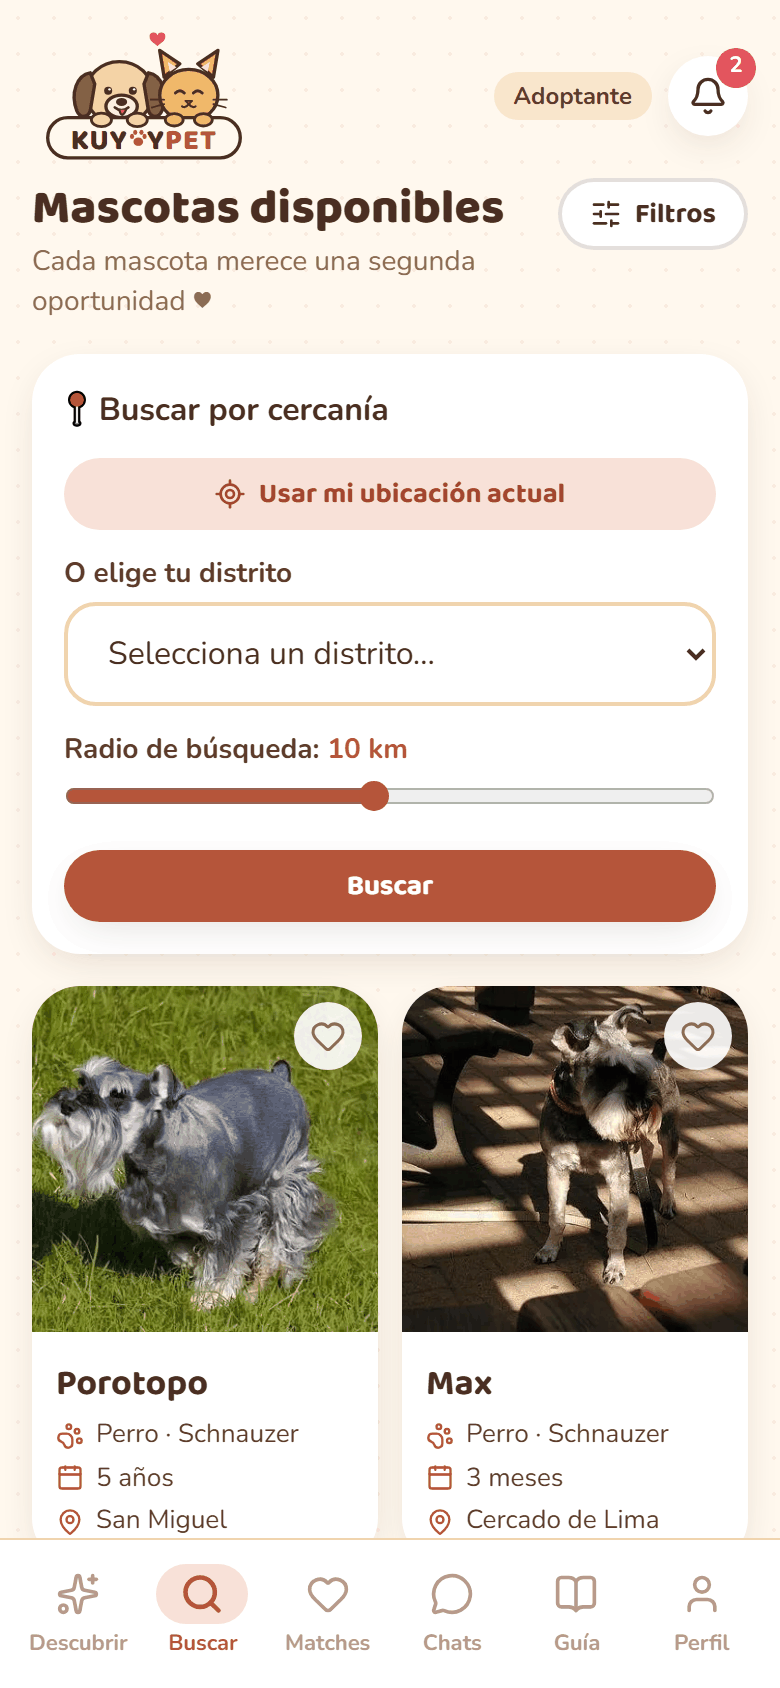 KUYYPET
Adoptante
2
Mascotas disponibles
Filtros
Cada mascota merece una segunda
oportunidad
Buscar por cercanía
Usar mi ubicación actual
O elige tu distrito
Selecciona un distrito...
Radio de búsqueda: 10 km
Buscar
Porotopo
Perro · Schnauzer
5 años
San Miguel
Max
Perro · Schnauzer
3 meses
Cercado de Lima
Descubrir
Buscar
Matches
Chats
Guía
Perfil